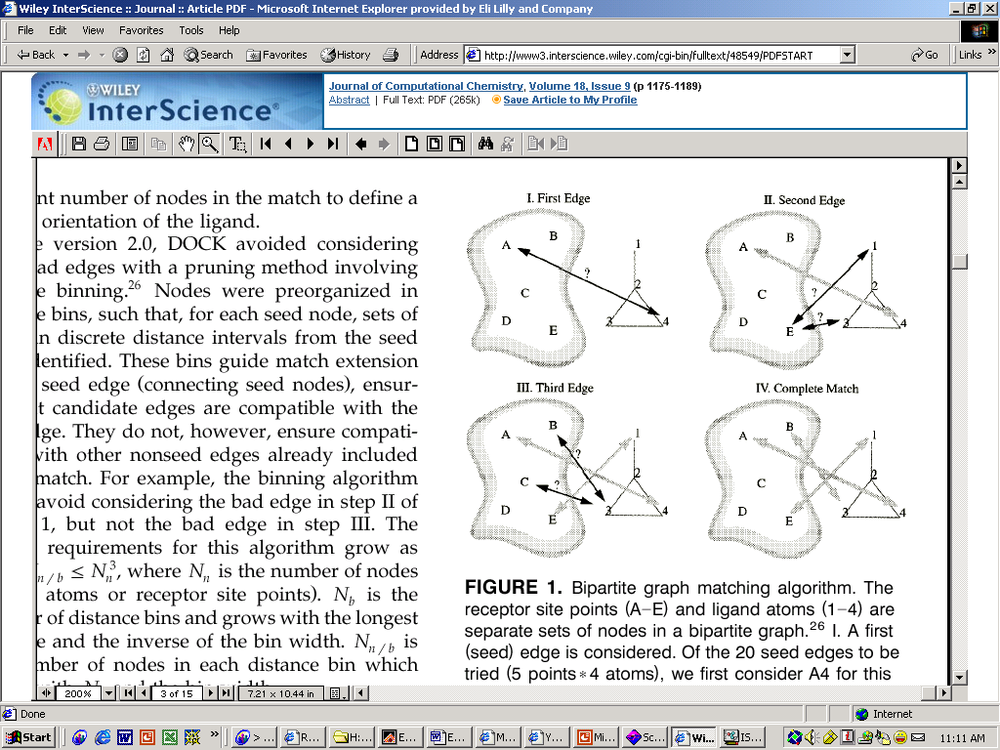 Wiley InterScience :: Journal :: Article PDF - Microsoft Internet Explorer provided by Eli Lilly and Company
File Edit View Favorites Tools Help
Back Search Favorites History Address http://www3.interscience.wiley.com/cgi-bin/fulltext/48549/PDFSTART Go Links »
WILEY
InterScience®
Journal of Computational Chemistry, Volume 18, Issue 9 (p 1175-1189)
Abstract | Full Text: PDF (265k) Save Article to My Profile
nt number of nodes in the match to define a
orientation of the ligand.
e version 2.0, DOCK avoided considering
ad edges with a pruning method involving
e binning.26 Nodes were preorganized in
e bins, such that, for each seed node, sets of
n discrete distance intervals from the seed
dentified. These bins guide match extension
seed edge (connecting seed nodes), ensur-
t candidate edges are compatible with the
lge. They do not, however, ensure compati-
with other nonseed edges already included
match. For example, the binning algorithm
avoid considering the bad edge in step II of
1, but not the bad edge in step III. The
requirements for this algorithm grow as
n/b ≤ Nn3, where Nn is the number of nodes
atoms or receptor site points). Nb is the
r of distance bins and grows with the longest
e and the inverse of the bin width. Nn/b is
mber of nodes in each distance bin which
I. First Edge
A B C D E 1 2 3 4 ?
II. Second Edge
A B C D E 1 2 3 4 ? ?
III. Third Edge
A B C D E 1 2 3 4 ? ?
IV. Complete Match
A B C D E 1 2 3 4
FIGURE 1. Bipartite graph matching algorithm. The
receptor site points (A–E) and ligand atoms (1–4) are
separate sets of nodes in a bipartite graph.26 I. A first
(seed) edge is considered. Of the 20 seed edges to be
tried (5 points * 4 atoms), we first consider A4 for this
200% 3 of 15 7.21 x 10.44 in
Done Internet
Start » > ... R... H:... E... E... M... Y... Mi... Sc... Wi... IS... 11:11 AM